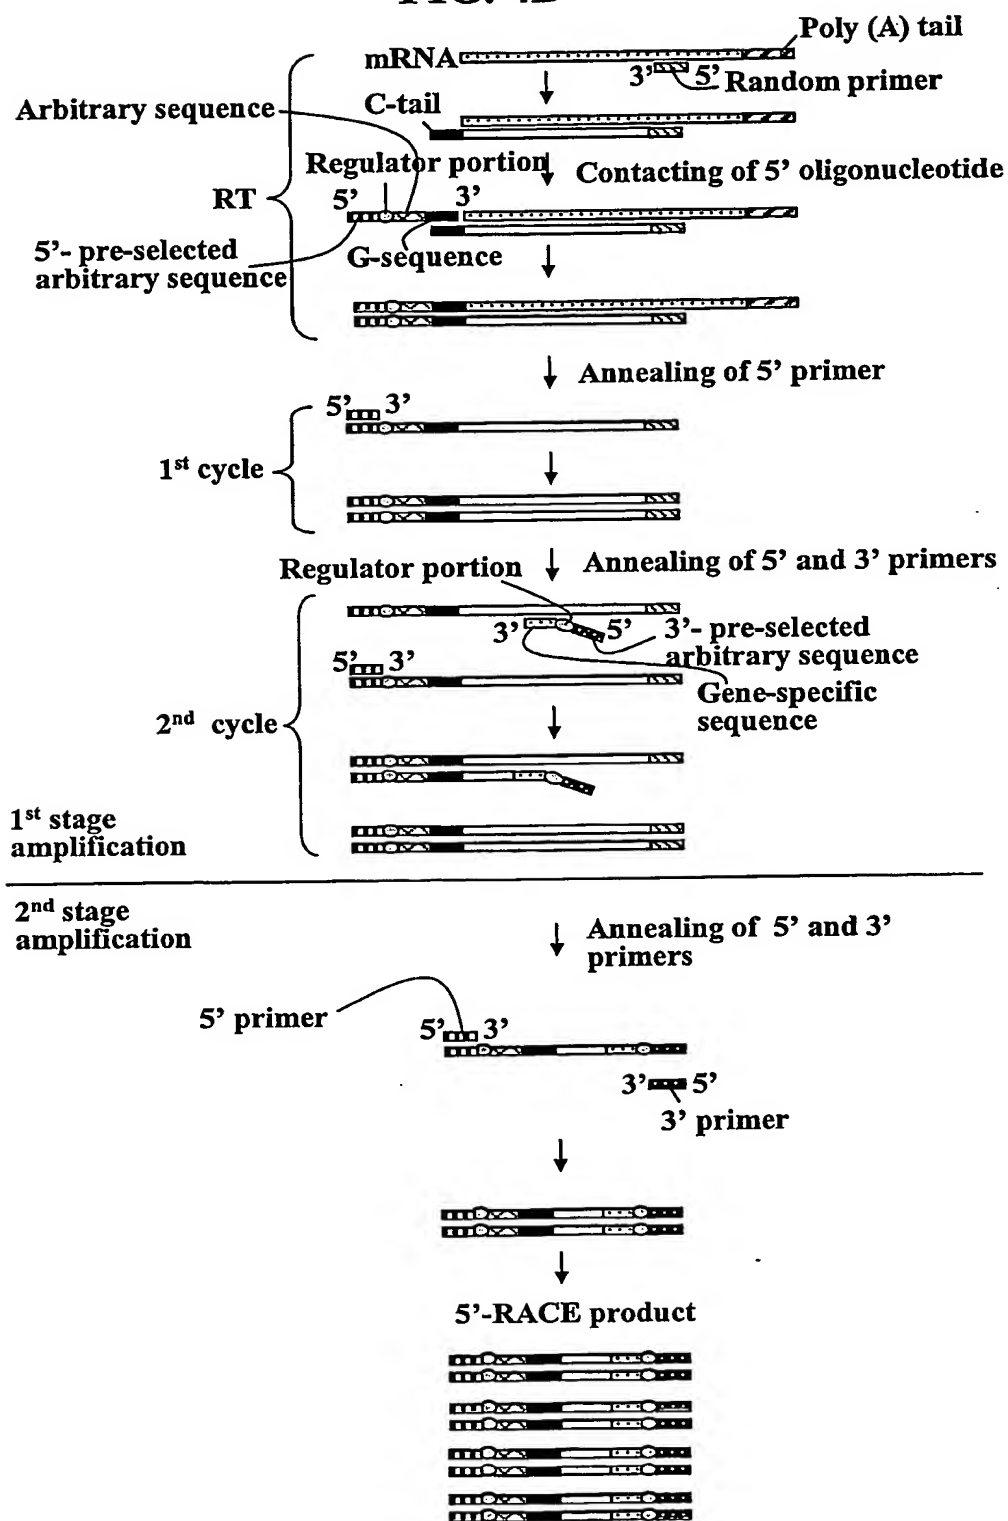 Poly (A) tail
mRNA
3’ 5’ Random primer
Arbitrary sequence
C-tail
Regulator portion
Contacting of 5’ oligonucleotide
RT
5’ 3’
5’- pre-selected
arbitrary sequence
G-sequence
Annealing of 5’ primer
5’ 3’
1st cycle
Annealing of 5’ and 3’ primers
Regulator portion
3’ 5’
3’- pre-selected
arbitrary sequence
5’ 3’
Gene-specific
sequence
2nd cycle
1st stage
amplification
2nd stage
amplification
Annealing of 5’ and 3’
primers
5’ primer
5’ 3’
3’ 5’
3’ primer
5’-RACE product